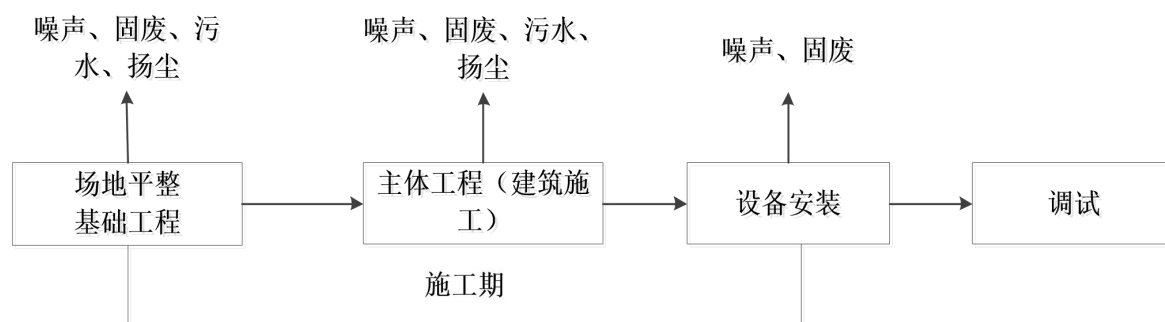 噪声、固废、污
水、扬尘
噪声、固废、污水、
扬尘
噪声、固废
场地平整
基础工程
主体工程（建筑施
工）
设备安装
调试
施工期